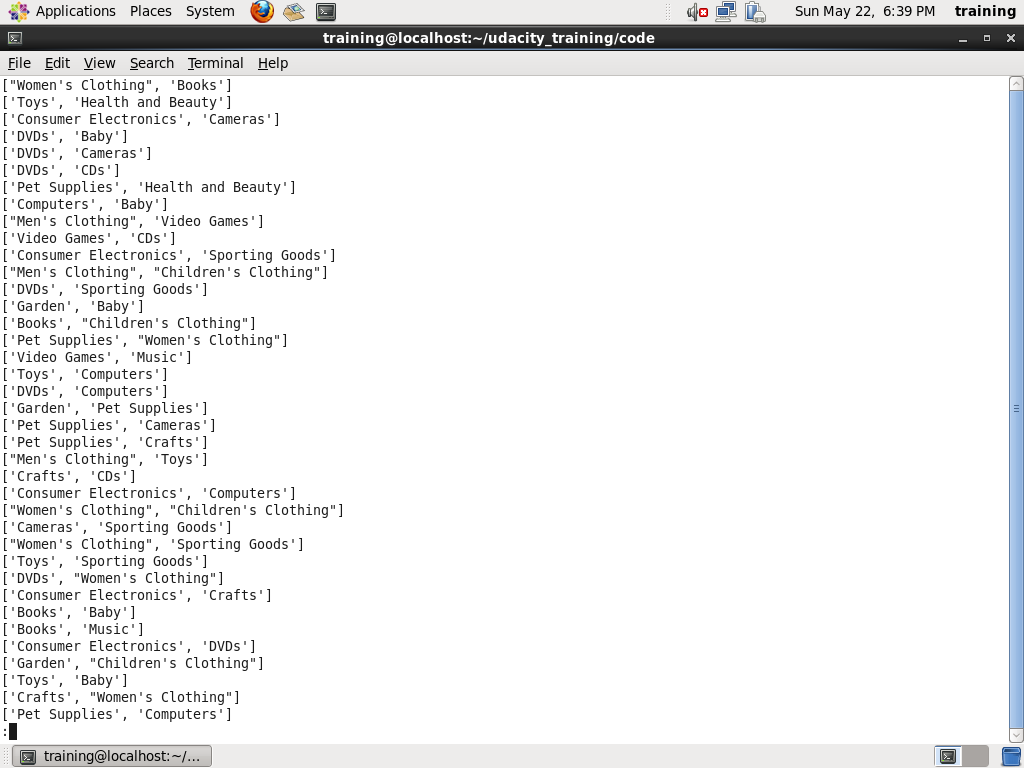 Applications Places System Sun May 22, 6:39 PM training
training@localhost:~/udacity_training/code
File Edit View Search Terminal Help
["Women's Clothing", 'Books']
['Toys', 'Health and Beauty']
['Consumer Electronics', 'Cameras']
['DVDs', 'Baby']
['DVDs', 'Cameras']
['DVDs', 'CDs']
['Pet Supplies', 'Health and Beauty']
['Computers', 'Baby']
["Men's Clothing", 'Video Games']
['Video Games', 'CDs']
['Consumer Electronics', 'Sporting Goods']
["Men's Clothing", "Children's Clothing"]
['DVDs', 'Sporting Goods']
['Garden', 'Baby']
['Books', "Children's Clothing"]
['Pet Supplies', "Women's Clothing"]
['Video Games', 'Music']
['Toys', 'Computers']
['DVDs', 'Computers']
['Garden', 'Pet Supplies']
['Pet Supplies', 'Cameras']
['Pet Supplies', 'Crafts']
["Men's Clothing", 'Toys']
['Crafts', 'CDs']
['Consumer Electronics', 'Computers']
["Women's Clothing", "Children's Clothing"]
['Cameras', 'Sporting Goods']
["Women's Clothing", 'Sporting Goods']
['Toys', 'Sporting Goods']
['DVDs', "Women's Clothing"]
['Consumer Electronics', 'Crafts']
['Books', 'Baby']
['Books', 'Music']
['Consumer Electronics', 'DVDs']
['Garden', "Children's Clothing"]
['Toys', 'Baby']
['Crafts', "Women's Clothing"]
['Pet Supplies', 'Computers']
:
training@localhost:~/...